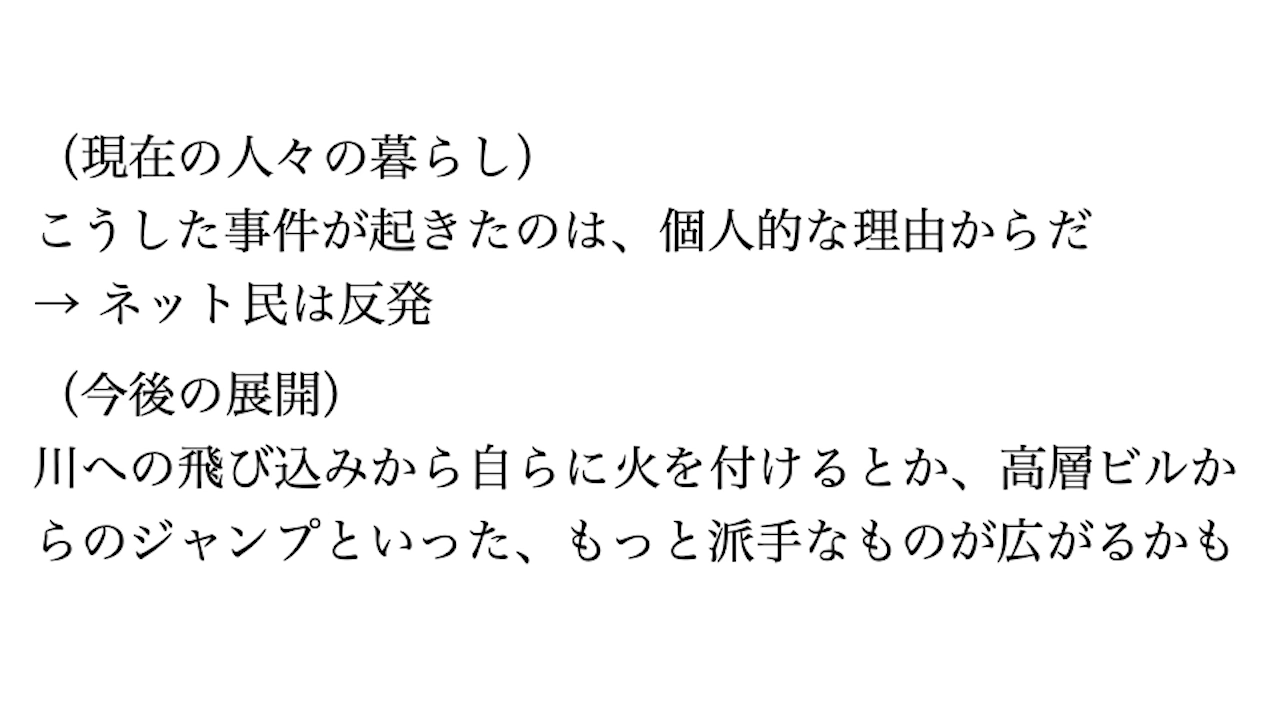 （現在の人々の暮らし）
こうした事件が起きたのは、個人的な理由からだ
→ ネット民は反発
（今後の展開）
川への飛び込みから自らに火を付けるとか、高層ビルか
らのジャンプといった、もっと派手なものが広がるかも